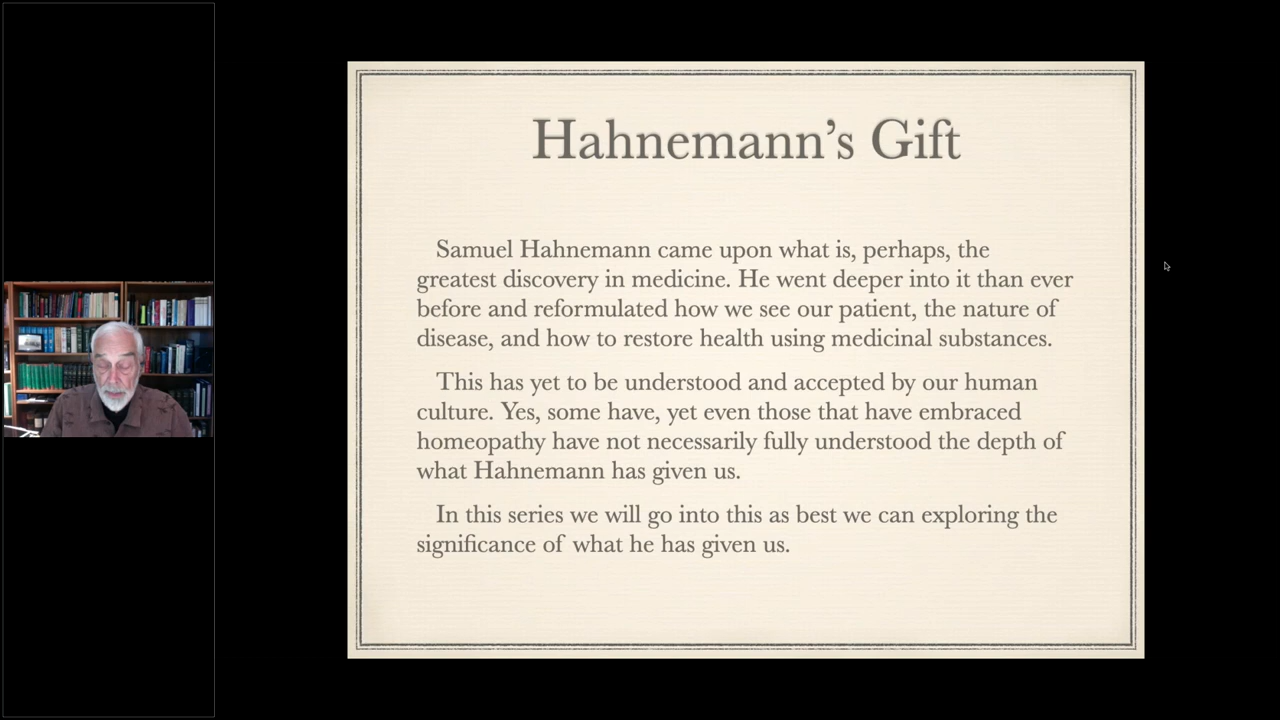 Hahnemann’s Gift
Samuel Hahnemann came upon what is, perhaps, the
greatest discovery in medicine. He went deeper into it than ever
before and reformulated how we see our patient, the nature of
disease, and how to restore health using medicinal substances.
This has yet to be understood and accepted by our human
culture. Yes, some have, yet even those that have embraced
homeopathy have not necessarily fully understood the depth of
what Hahnemann has given us.
In this series we will go into this as best we can exploring the
significance of what he has given us.